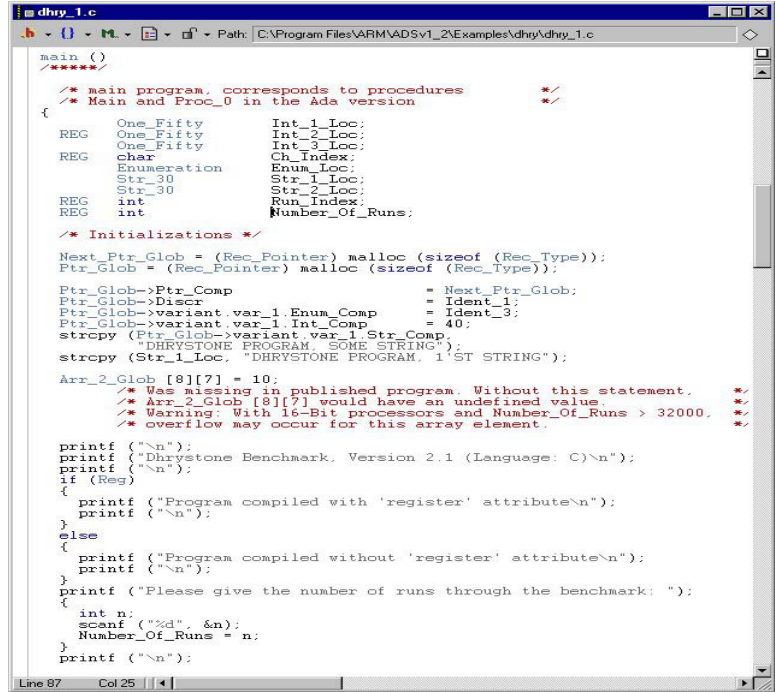 dhry_1.c
.h {} M. Path: C:\Program Files\ARM\ADSv1_2\Examples\dhry\dhry_1.c
main ()
/*****/
/* main program, corresponds to procedures */
/* Main and Proc_0 in the Ada version */
{
One_Fifty Int_1_Loc;
REG One_Fifty Int_2_Loc;
One_Fifty Int_3_Loc;
REG char Ch_Index;
Enumeration Enum_Loc;
Str_30 Str_1_Loc;
Str_30 Str_2_Loc;
REG int Run_Index;
REG int Number_Of_Runs;
/* Initializations */
Next_Ptr_Glob = (Rec_Pointer) malloc (sizeof (Rec_Type));
Ptr_Glob = (Rec_Pointer) malloc (sizeof (Rec_Type));
Ptr_Glob->Ptr_Comp = Next_Ptr_Glob;
Ptr_Glob->Discr = Ident_1;
Ptr_Glob->variant.var_1.Enum_Comp = Ident_3;
Ptr_Glob->variant.var_1.Int_Comp = 40;
strcpy (Ptr_Glob->variant.var_1.Str_Comp,
"DHRYSTONE PROGRAM, SOME STRING");
strcpy (Str_1_Loc, "DHRYSTONE PROGRAM, 1'ST STRING");
Arr_2_Glob [8][7] = 10;
/* Was missing in published program. Without this statement, */
/* Arr_2_Glob [8][7] would have an undefined value. */
/* Warning: With 16-Bit processors and Number_Of_Runs > 32000, */
/* overflow may occur for this array element. */
printf ("\n");
printf ("Dhrystone Benchmark, Version 2.1 (Language: C)\n");
printf ("\n");
if (Reg)
{
printf ("Program compiled with 'register' attribute\n");
printf ("\n");
}
else
{
printf ("Program compiled without 'register' attribute\n");
printf ("\n");
}
printf ("Please give the number of runs through the benchmark: ");
{
int n;
scanf ("%d", &n);
Number_Of_Runs = n;
}
printf ("\n");
Line 87 Col 25